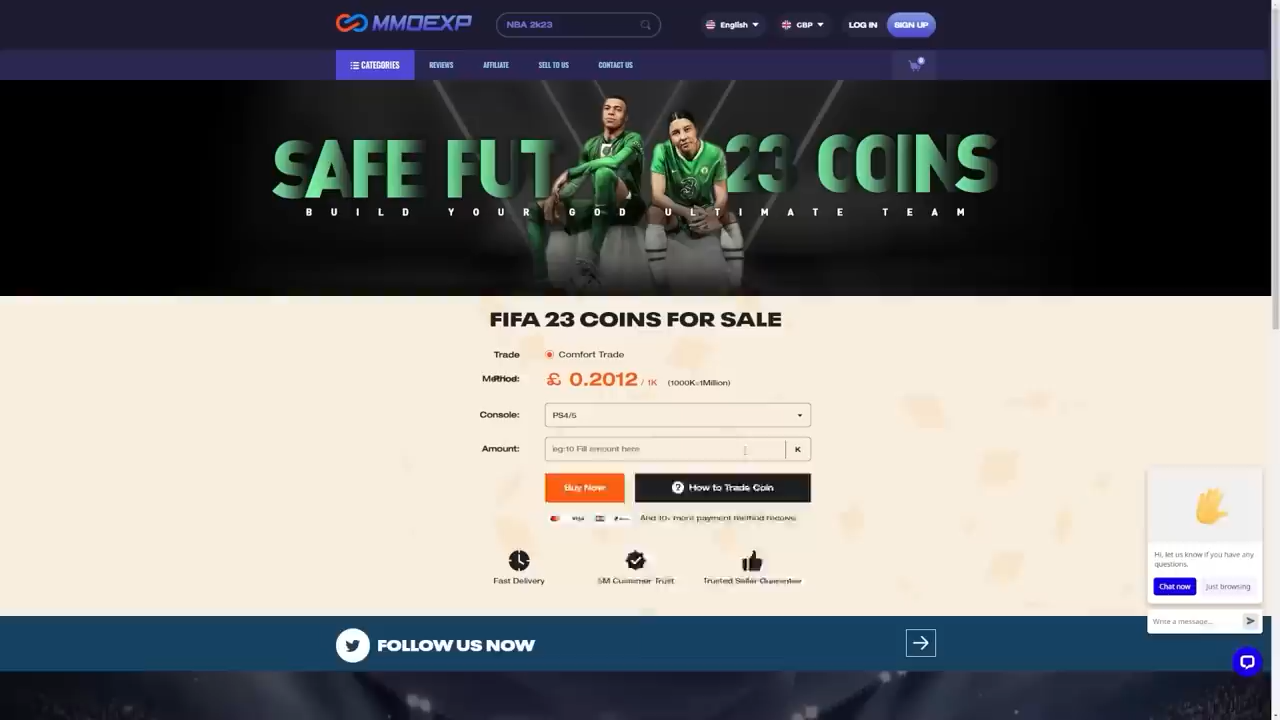 MMOEXP
NBA 2k23
English
GBP
LOG IN
SIGN UP
CATEGORIES
REVIEWS
AFFILIATE
SELL TO US
CONTACT US
0
SAFE FUT 23 COINS
BUILD YOUR GOD ULTIMATE TEAM
FIFA 23 COINS FOR SALE
Trade
Comfort Trade
Method:
£ 0.2012 / 1K (1000K=1Million)
Console:
PS4/5
Amount:
eg:10 Fill amount here
K
Buy Now
How to Trade Coin
VISA
And 10+ more payment method receive
Fast Delivery
5M Customer Trust
Trusted Seller Guarantee
Hi, let us know if you have any
questions.
Chat now
Just browsing
Write a message...
FOLLOW US NOW